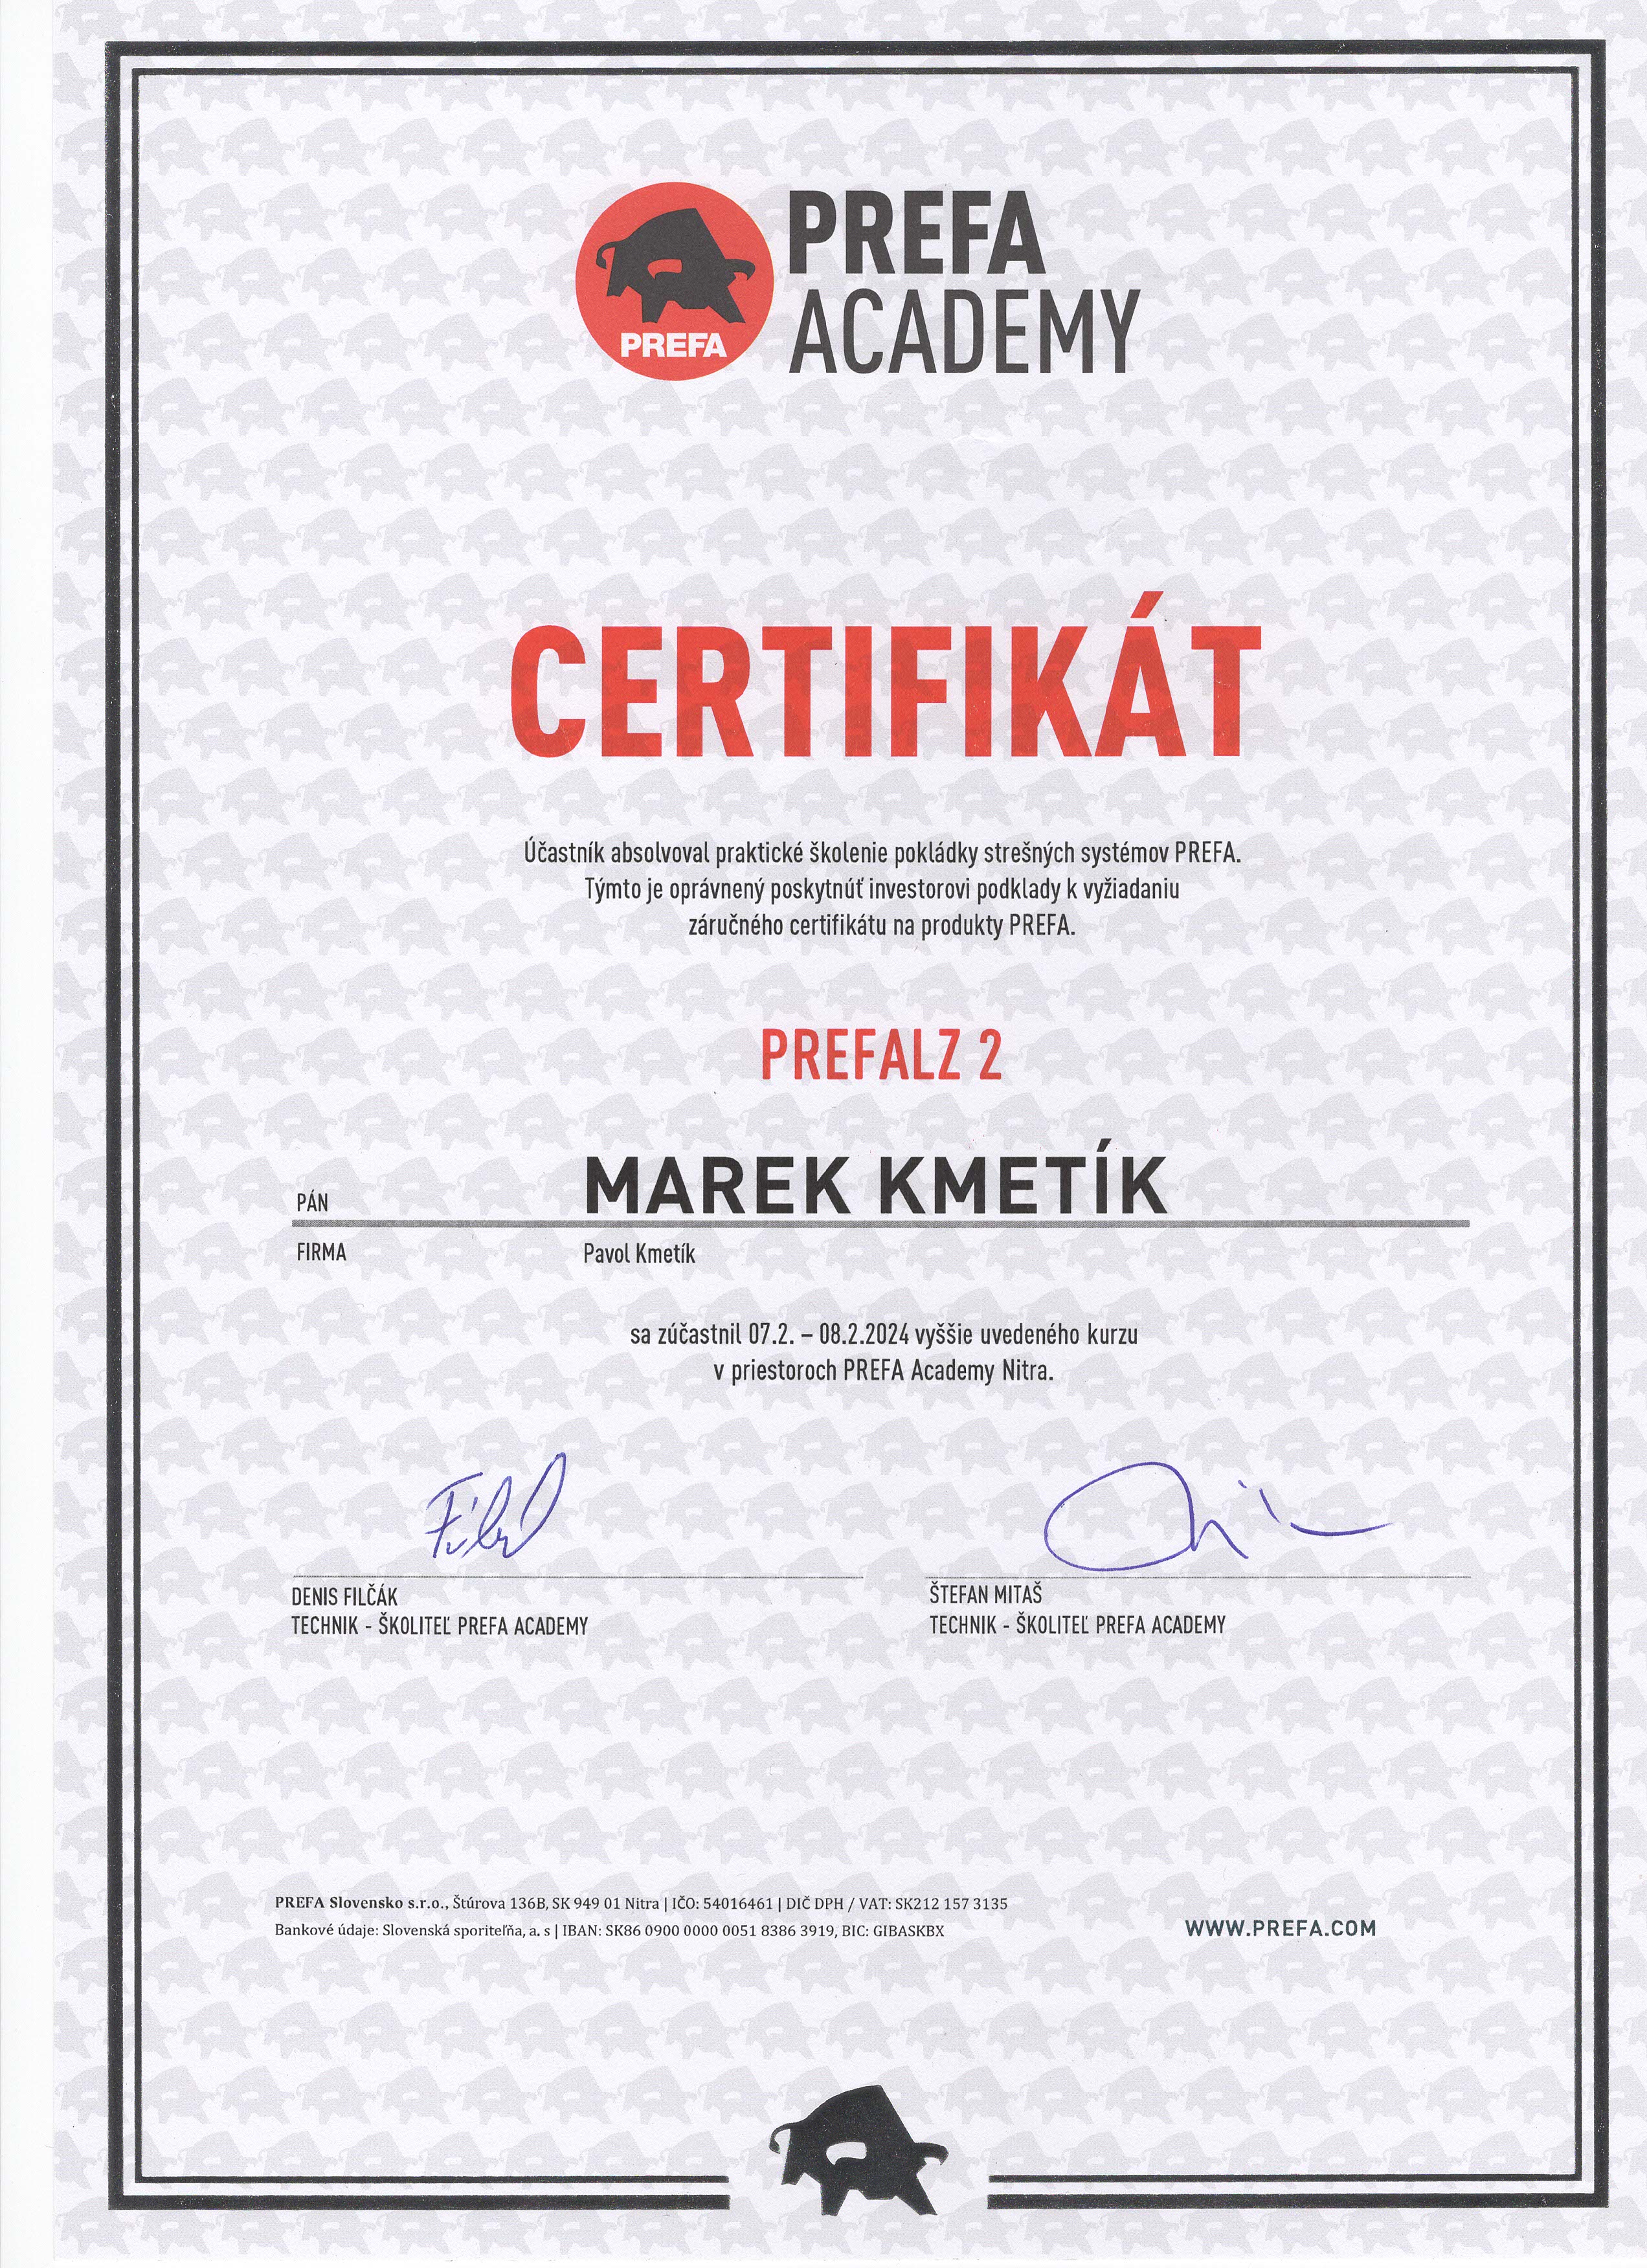 PREFA
PREFA
ACADEMY
CERTIFIKÁT
Účastník absolvoval praktické školenie pokládky strešných systémov PREFA.
Týmto je oprávnený poskytnúť investorovi podklady k vyžiadaniu
záručného certifikátu na produkty PREFA.
PREFALZ 2
PÁN MAREK KMETÍK
FIRMA Pavol Kmetík
sa zúčastnil 07.2. – 08.2.2024 vyššie uvedeného kurzu
v priestoroch PREFA Academy Nitra.
DENIS FILČÁK
TECHNIK - ŠKOLITEĽ PREFA ACADEMY
ŠTEFAN MITAŠ
TECHNIK - ŠKOLITEĽ PREFA ACADEMY
PREFA Slovensko s.r.o., Štúrova 136B, SK 949 01 Nitra | IČO: 54016461 | DIČ DPH / VAT: SK212 157 3135
Bankové údaje: Slovenská sporiteľňa, a. s | IBAN: SK86 0900 0000 0051 8386 3919, BIC: GIBASKBX
WWW.PREFA.COM